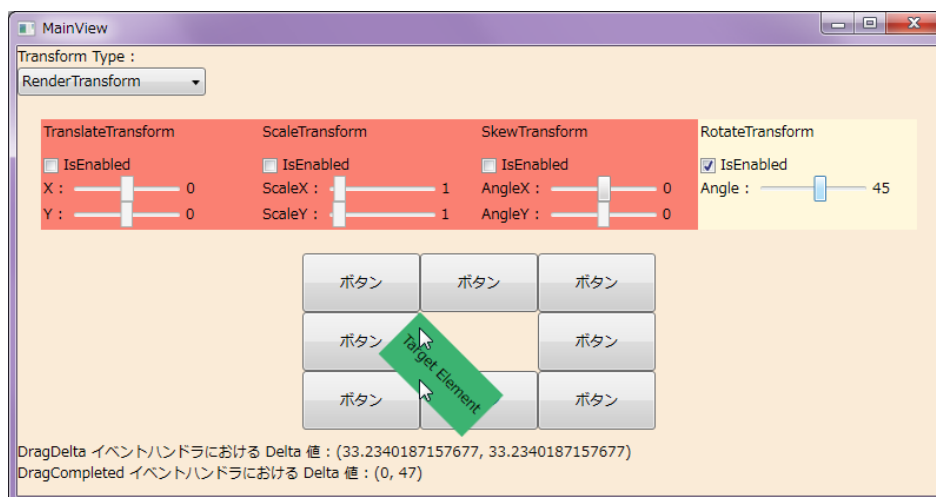 MainView
Transform Type :
RenderTransform
TranslateTransform ScaleTransform SkewTransform RotateTransform
IsEnabled IsEnabled IsEnabled IsEnabled
X : 0 ScaleX : 1 AngleX : 0 Angle : 45
Y : 0 ScaleY : 1 AngleY : 0
ボタン ボタン ボタン
ボタン ボタン
Target Element
ボタン ボタン
DragDelta イベントハンドラにおける Delta 値 : (33.2340187157677, 33.2340187157677)
DragCompleted イベントハンドラにおける Delta 値 : (0, 47)